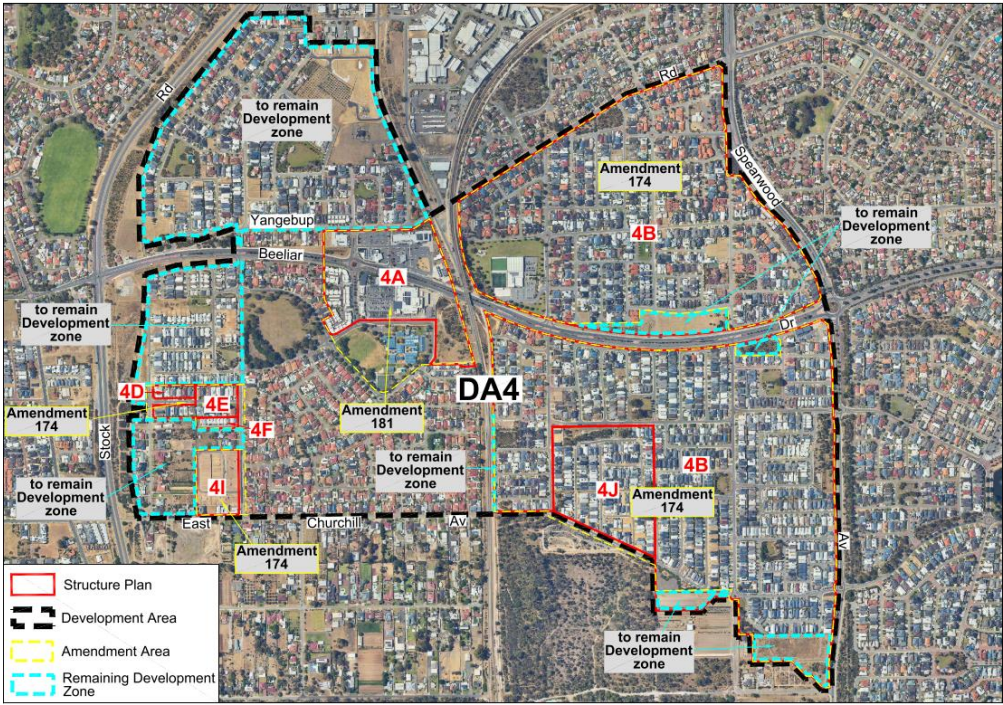 Rd
to remain
Development
zone
Rd
Amendment
174
Spearwood
to remain
Development
zone
Yangebup
4B
Beeliar
4A
to remain
Development
zone
Dr
4D
4E
DA4
Amendment
174
Amendment
181
4F
Stock
to remain
Development
zone
to remain
Development
zone
4B
4I
4J
Amendment
174
East
Churchill
Av
Av
Amendment
174
Structure Plan
Development Area
Amendment Area
Remaining Development
Zone
to remain
Development
zone